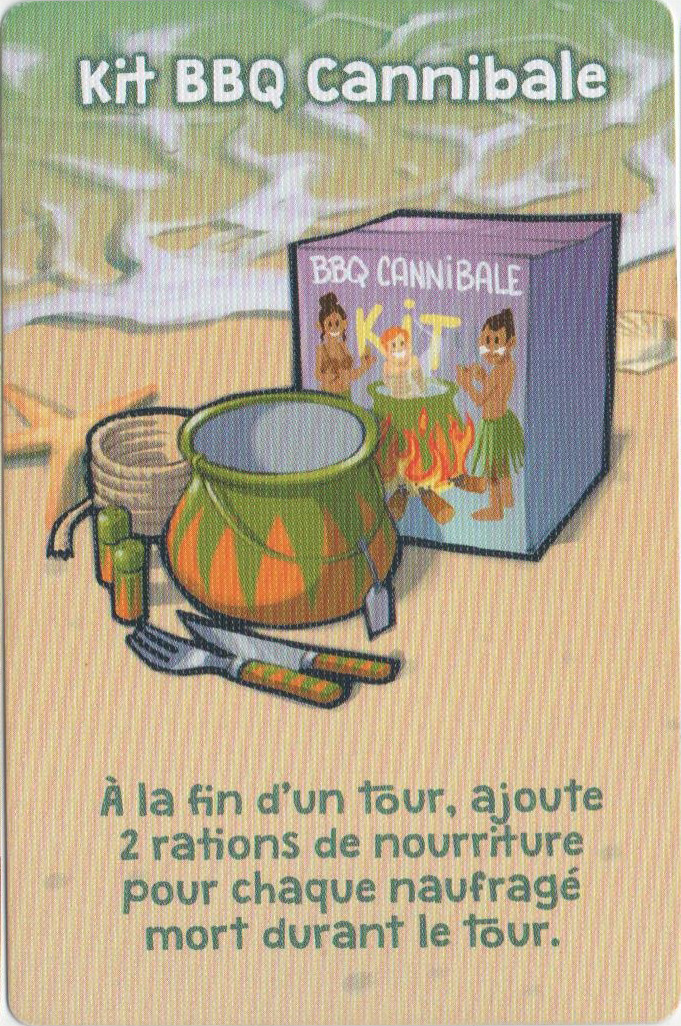 Kit BBQ Cannibale
BBQ CANNiBALE
KiT
À la fin d'un tour, ajoute
2 rations de nourriture
pour chaque naufragé
mort durant le tour.